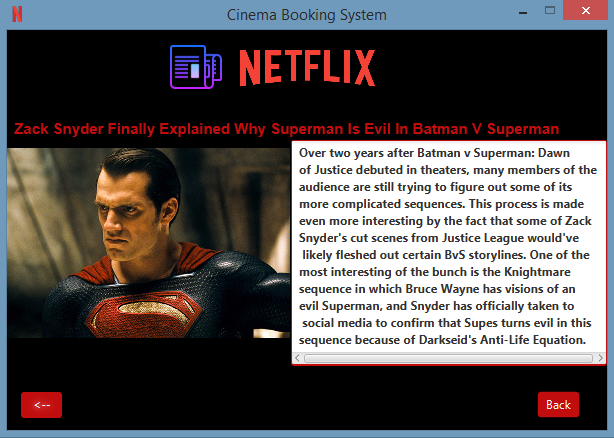 Cinema Booking System
NETFLIX
Zack Snyder Finally Explained Why Superman Is Evil In Batman V Superman
Over two years after Batman v Superman: Dawn
of Justice debuted in theaters, many members of the
audience are still trying to figure out some of its
more complicated sequences. This process is made
even more interesting by the fact that some of Zack
Snyder's cut scenes from Justice League would've
likely fleshed out certain BvS storylines. One of the
most interesting of the bunch is the Knightmare
sequence in which Bruce Wayne has visions of an
evil Superman, and Snyder has officially taken to
social media to confirm that Supes turns evil in this
sequence because of Darkseid's Anti-Life Equation.
<--
Back